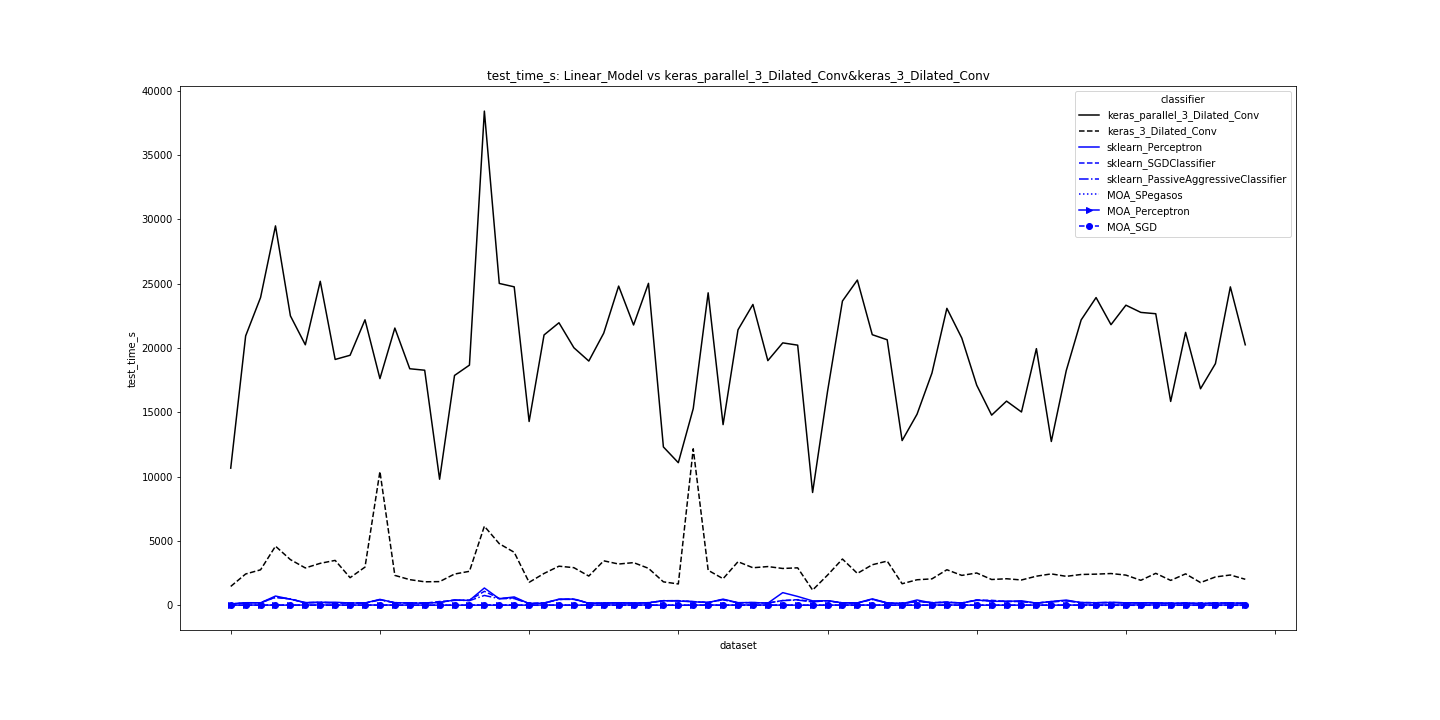 test_time_s: Linear_Model vs keras_parallel_3_Dilated_Conv&keras_3_Dilated_Conv
40000
35000
30000
25000
20000
15000
10000
5000
0
test_time_s
dataset
classifier
keras_parallel_3_Dilated_Conv
keras_3_Dilated_Conv
sklearn_Perceptron
sklearn_SGDClassifier
sklearn_PassiveAggressiveClassifier
MOA_SPegasos
MOA_Perceptron
MOA_SGD